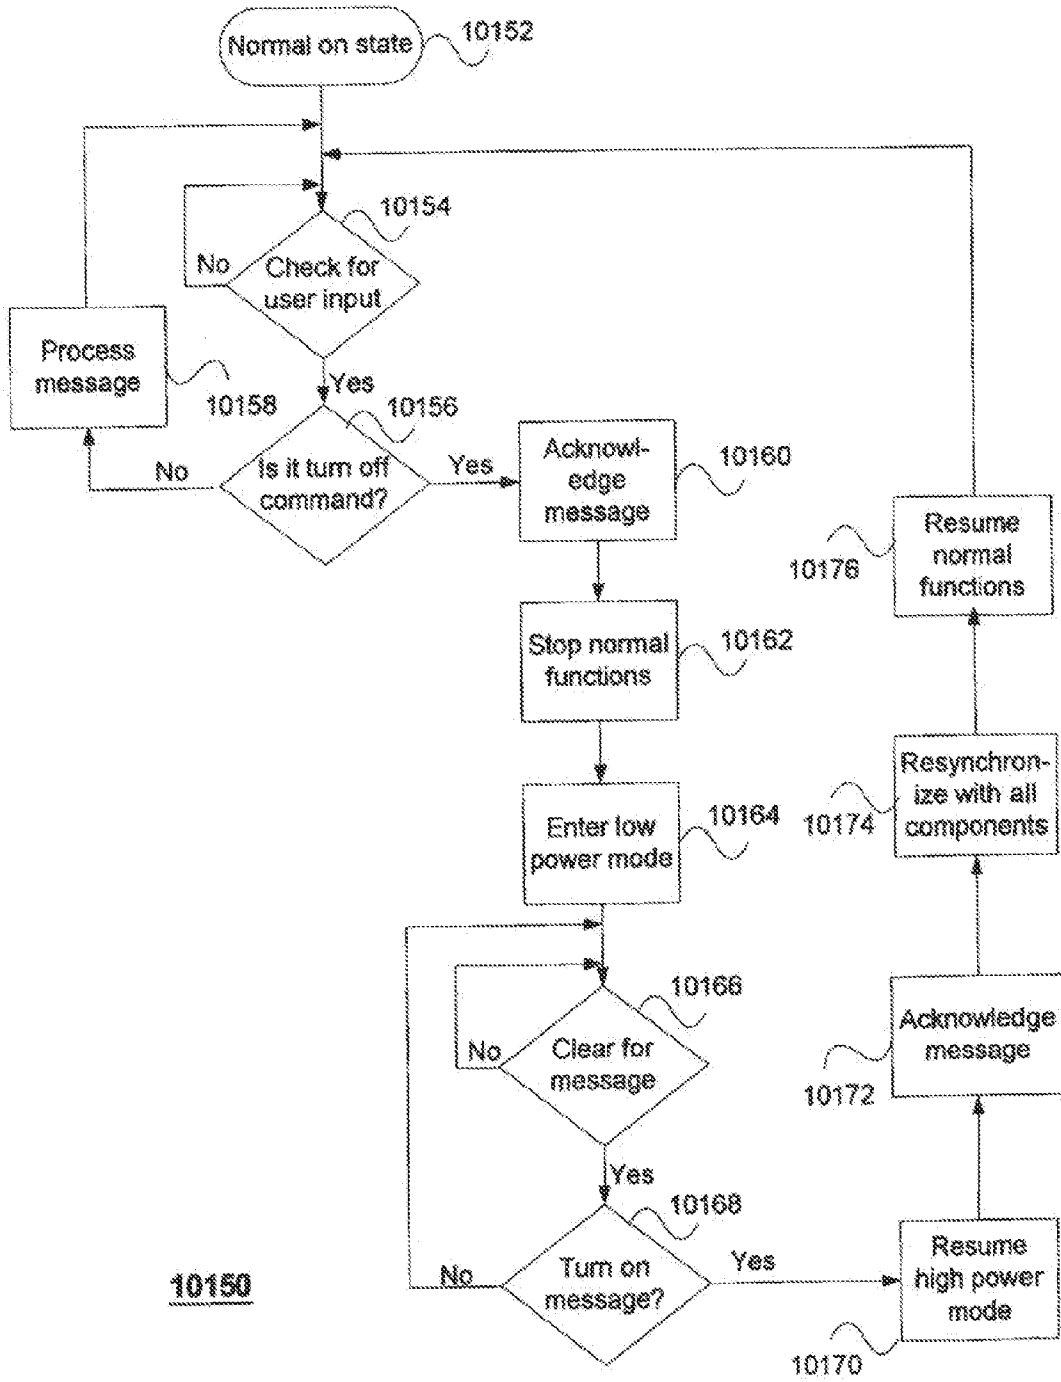 Normal on state
10152
10154
No
Check for
user input
Process
message
10158
Yes
10156
No
Is it turn off
command?
Yes
Acknowl-
edge
message
10160
Resume
normal
functions
10176
Stop normal
functions
10162
Resynchron-
ize with all
components
10174
Enter low
power mode
10164
10166
No
Clear for
message
Acknowledge
message
10172
Yes
10168
No
Turn on
message?
Yes
Resume
high power
mode
10170
10150